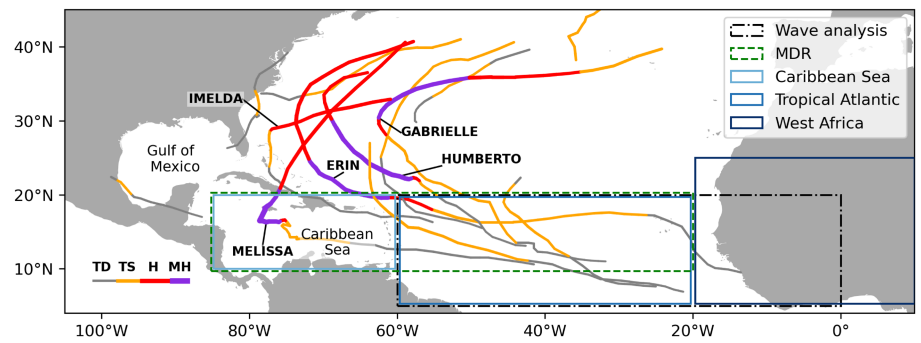 40°N
30°N
20°N
10°N
100°W
80°W
60°W
40°W
20°W
0°
Wave analysis
MDR
Caribbean Sea
Tropical Atlantic
West Africa
IMELDA
Gulf of
Mexico
ERIN
GABRIELLE
HUMBERTO
MELISSA
Caribbean
Sea
TD TS H MH